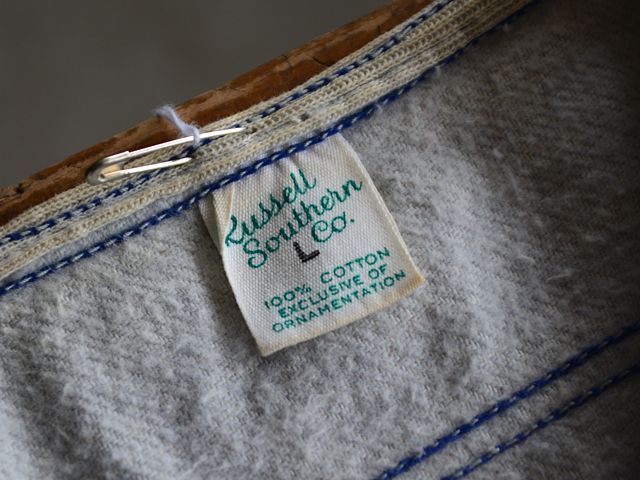 Russell
Southern
L Co.
100% COTTON
EXCLUSIVE OF
ORNAMENTATION